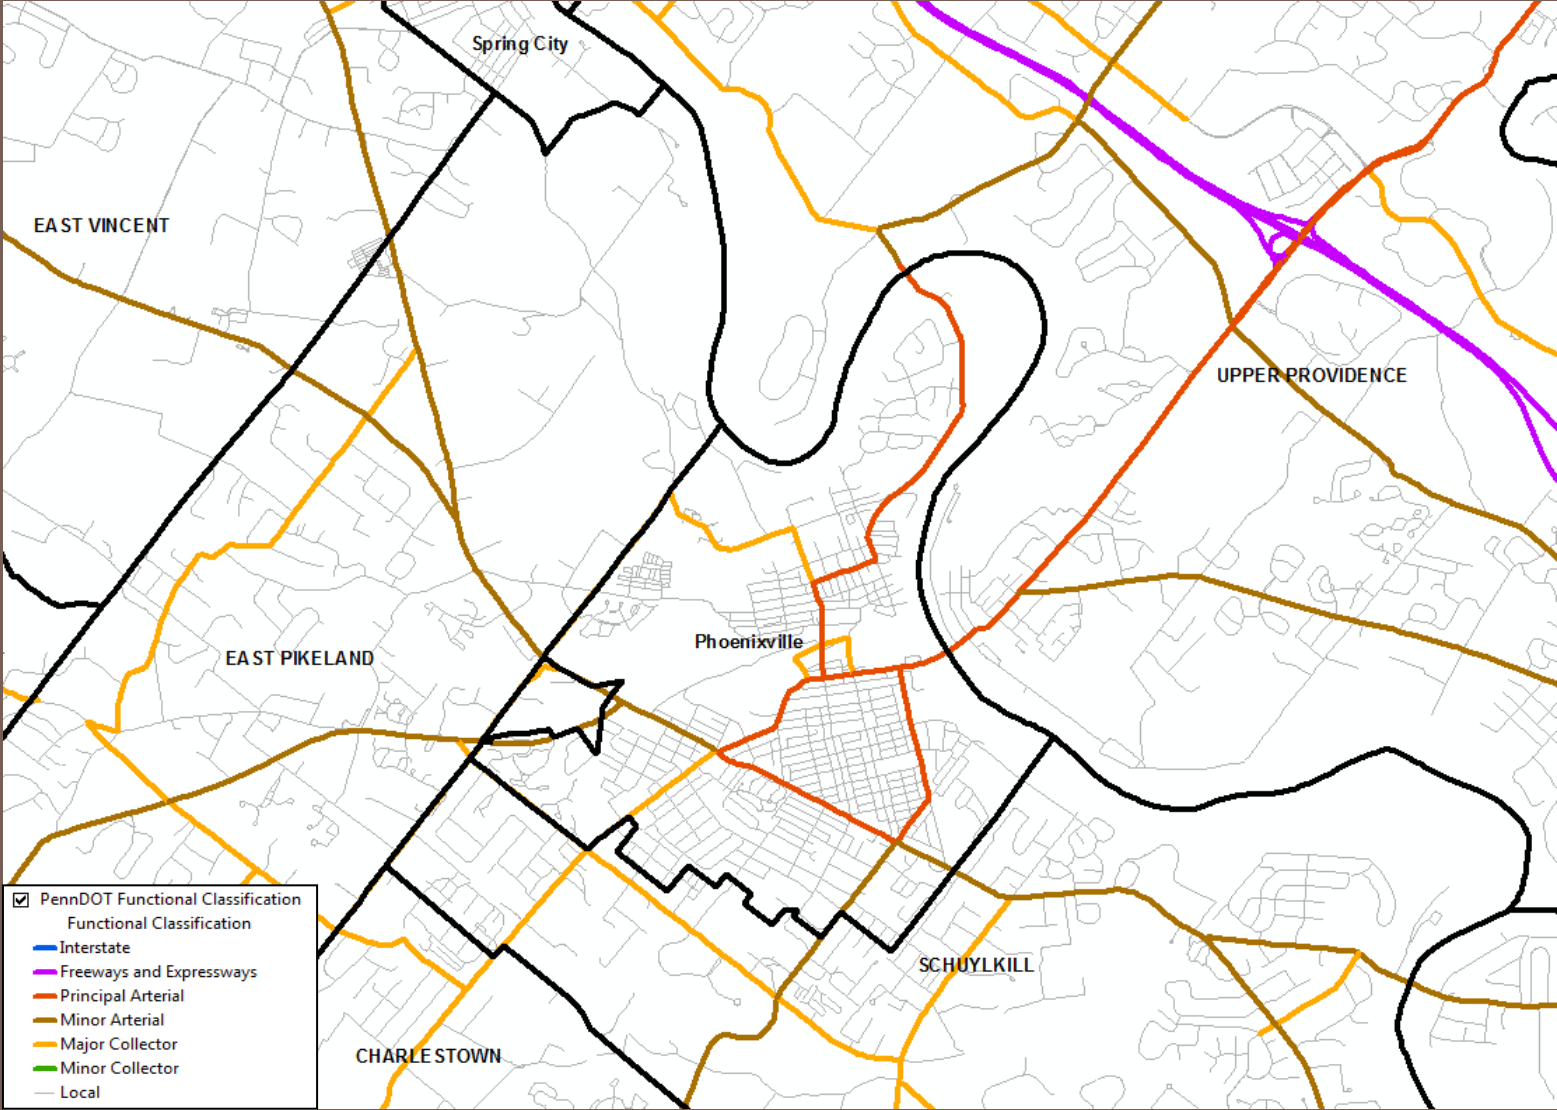 Spring City
EAST VINCENT
UPPER PROVIDENCE
Phoenixville
EAST PIKELAND
SCHUYLKILL
CHARLESTOWN
PennDOT Functional Classification
Functional Classification
Interstate
Freeways and Expressways
Principal Arterial
Minor Arterial
Major Collector
Minor Collector
Local